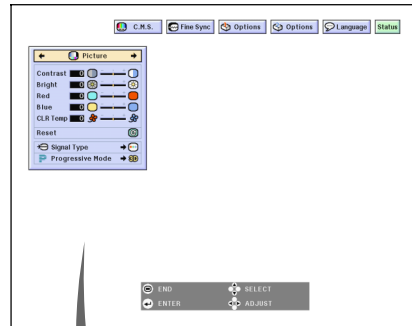 C.M.S. Fine Sync Options Options Language Status
Picture
Contrast 0
Bright 0
Red 0
Blue 0
CLR Temp 0
Reset
Signal Type
P Progressive Mode
END SELECT
ENTER ADJUST